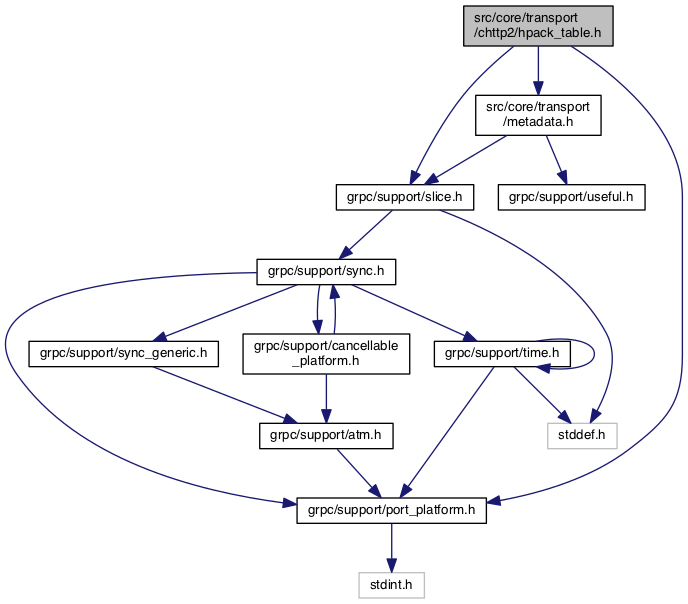 src/core/transport
/chttp2/hpack_table.h
src/core/transport
/metadata.h
grpc/support/slice.h
grpc/support/useful.h
grpc/support/sync.h
grpc/support/sync_generic.h
grpc/support/cancellable
_platform.h
grpc/support/time.h
grpc/support/atm.h
stddef.h
grpc/support/port_platform.h
stdint.h